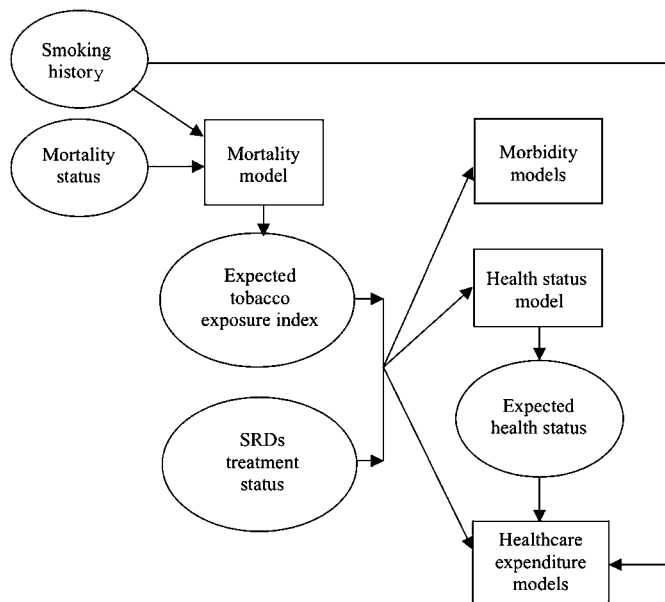 Smoking
history
Mortality
status
Mortality
model
Morbidity
models
Expected
tobacco
exposure index
Health status
model
SRDs
treatment
status
Expected
health status
Healthcare
expenditure
models